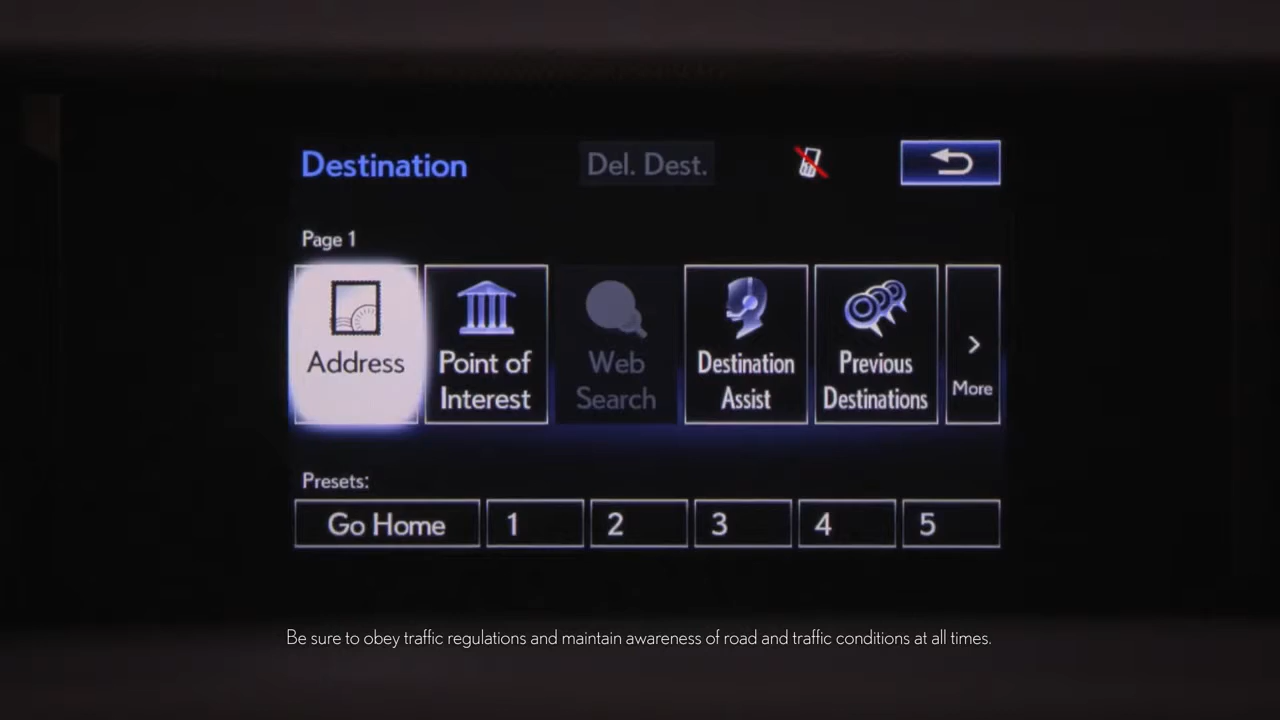 Destination
Del. Dest.
Page 1
Address
Point of
Interest
Web
Search
Destination
Assist
Previous
Destinations
More
Presets:
Go Home
1
2
3
4
5
Be sure to obey traffic regulations and maintain awareness of road and traffic conditions at all times.